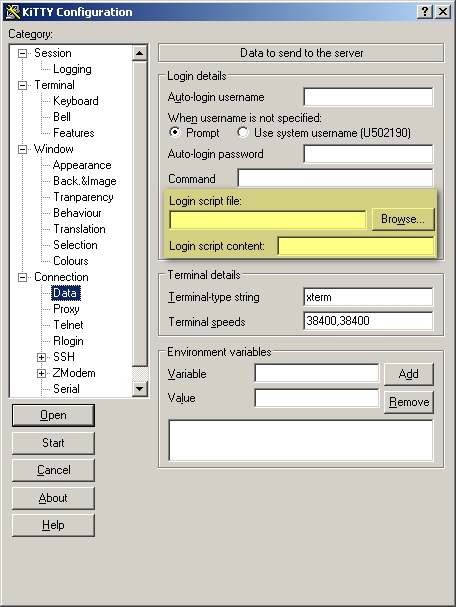 KiTTY Configuration
Category:
Session
Logging
Terminal
Keyboard
Bell
Features
Window
Appearance
Back.&Image
Tranparency
Behaviour
Translation
Selection
Colours
Connection
Data
Proxy
Telnet
Rlogin
SSH
ZModem
Serial
Open
Start
Cancel
About
Help
Data to send to the server
Login details
Auto-login username
When username is not specified:
Prompt Use system username (U502190)
Auto-login password
Command
Login script file:
Browse...
Login script content:
Terminal details
Terminal-type string xterm
Terminal speeds 38400,38400
Environment variables
Variable Add
Value Remove